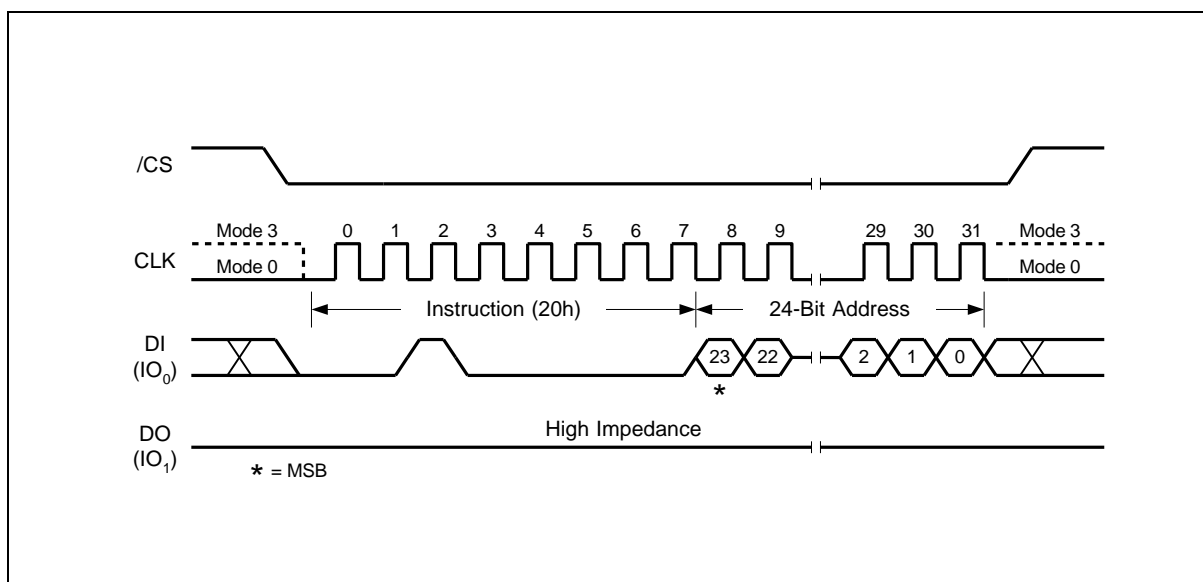 /CS
Mode 3
0 1 2 3 4 5 6 7 8 9 29 30 31
Mode 3
CLK
Mode 0
Mode 0
Instruction (20h)
24-Bit Address
DI
(IO₀)
23 22 2 1 0
*
DO
(IO₁)
High Impedance
* = MSB